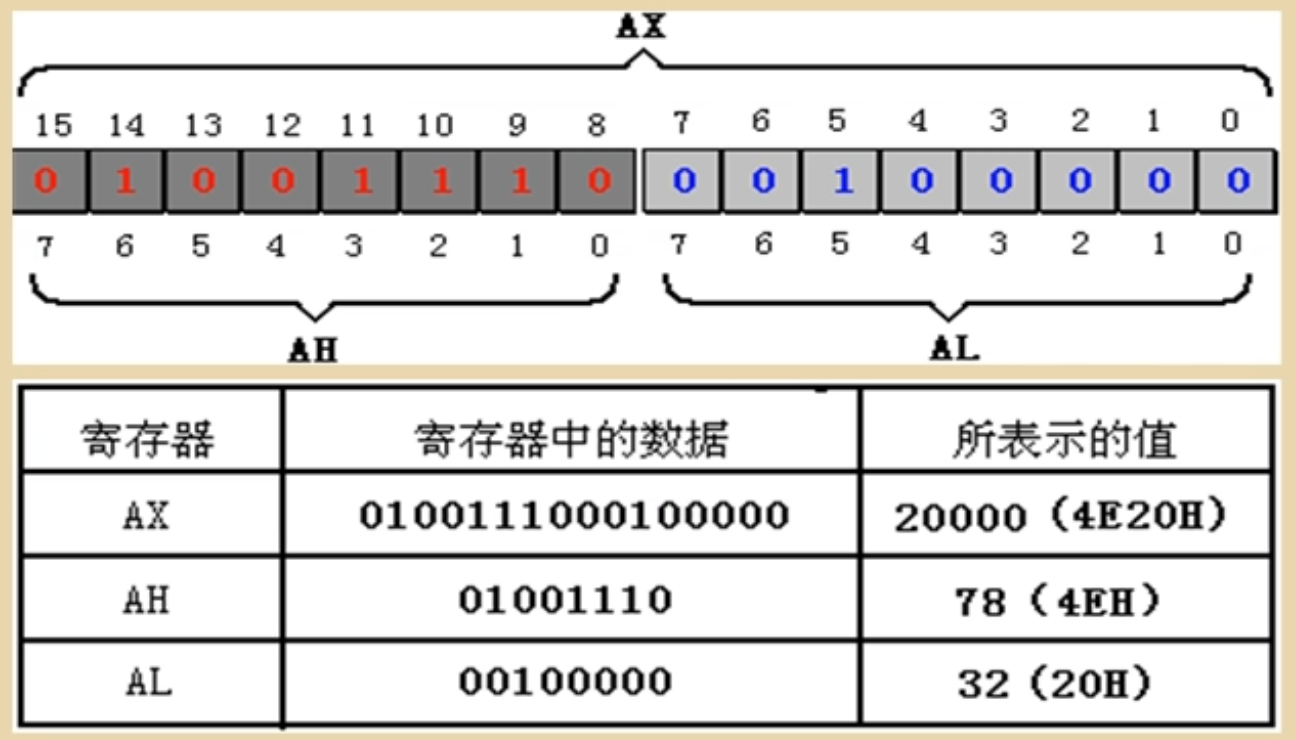 AX
15 14 13 12 11 10 9 8 7 6 5 4 3 2 1 0
0 1 0 0 1 1 1 0 0 0 1 0 0 0 0 0
7 6 5 4 3 2 1 0 7 6 5 4 3 2 1 0
AH AL
寄存器 寄存器中的数据 所表示的值
AX 0100111000100000 20000 (4E20H)
AH 01001110 78 (4EH)
AL 00100000 32 (20H)